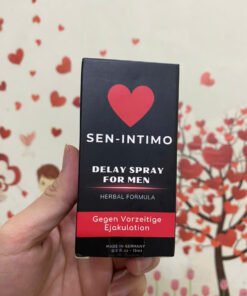 SEN-INTIMO
DELAY SPRAY
FOR MEN
HERBAL FORMULA
Gegen Vorzeitige
Ejakulation
MADE IN GERMANY